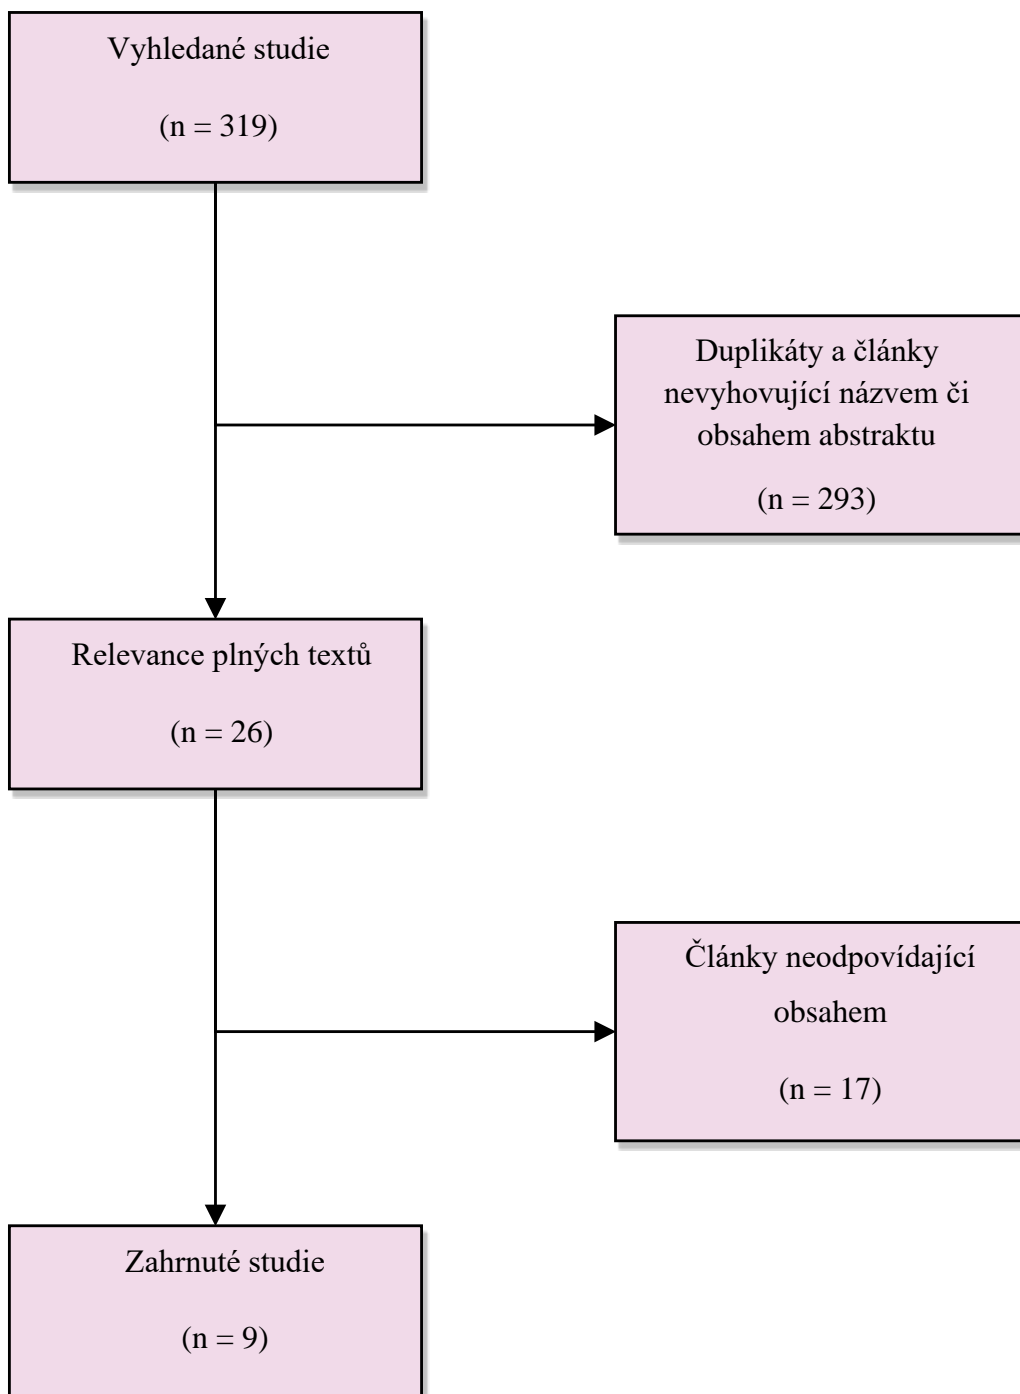 Vyhledané studie
(n = 319)
Duplikáty a články
nevyhovující názvem či
obsahem abstraktu
(n = 293)
Relevance plných textů
(n = 26)
Články neodpovídající
obsahem
(n = 17)
Zahrnuté studie
(n = 9)